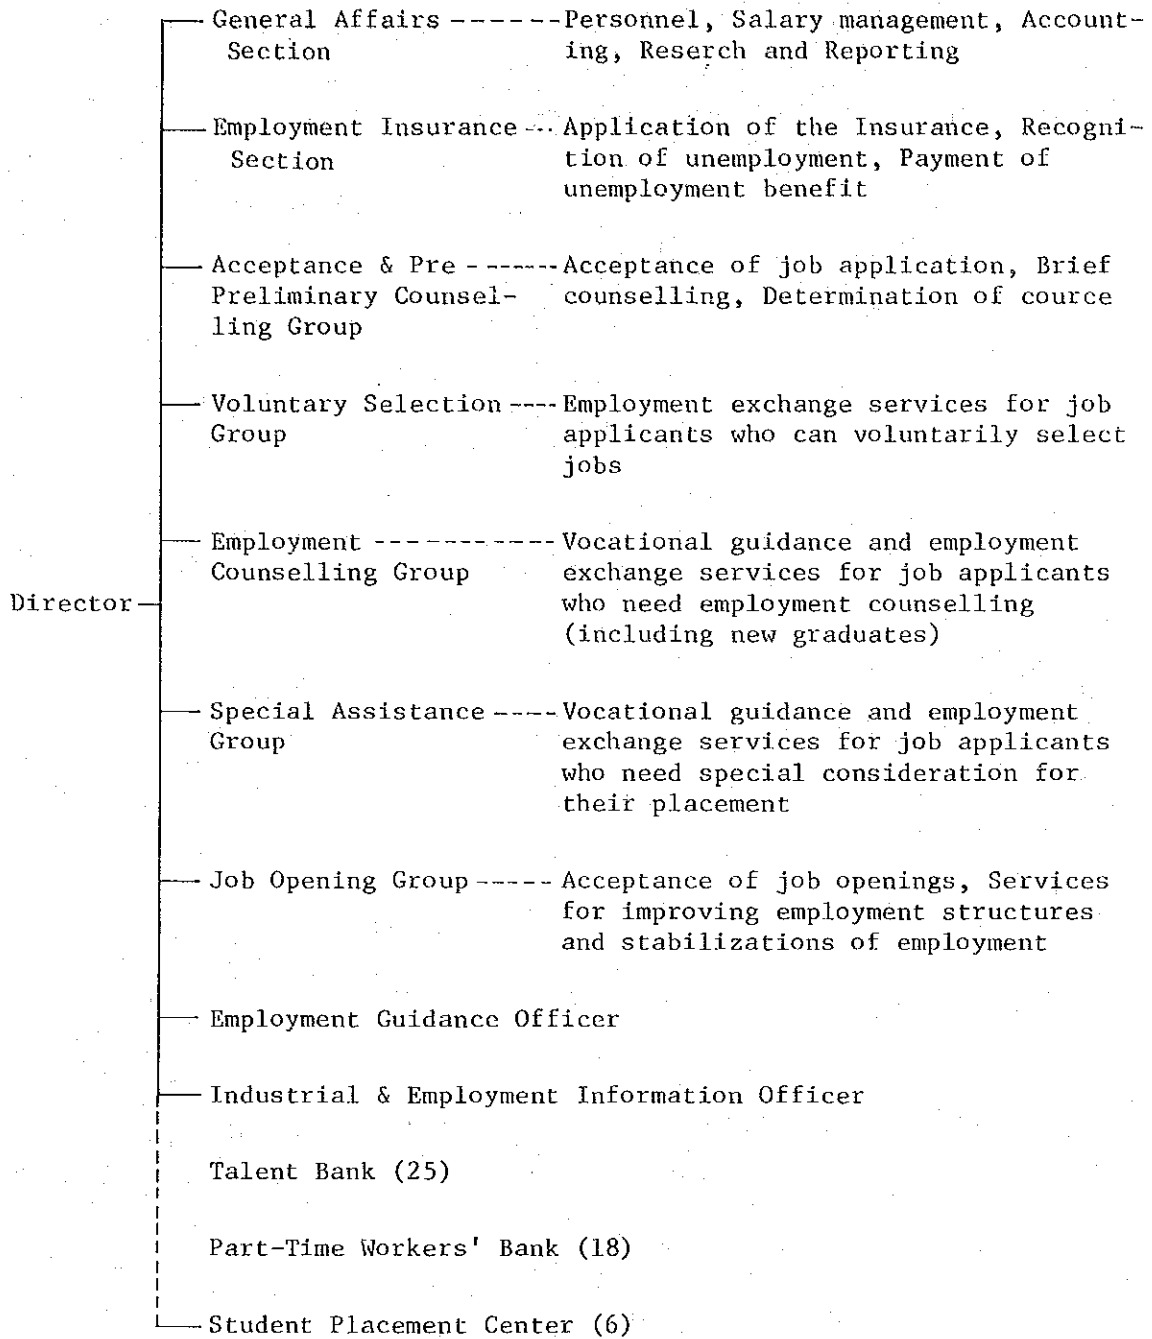 General Affairs ------- Personnel, Salary management, Account-
Section ing, Reserch and Reporting
Employment Insurance --- Application of the Insurance, Recogni-
Section tion of unemployment, Payment of
unemployment benefit
Acceptance & Pre ------- Acceptance of job application, Brief
Preliminary Counsel- counselling, Determination of cource
ling Group
Voluntary Selection ---- Employment exchange services for job
Group applicants who can voluntarily select
jobs
Employment ----------- Vocational guidance and employment
Counselling Group exchange services for job applicants
Director who need employment counselling
(including new graduates)
Special Assistance ----- Vocational guidance and employment
Group exchange services for job applicants
who need special consideration for
their placement
Job Opening Group ----- Acceptance of job openings, Services
for improving employment structures
and stabilizations of employment
Employment Guidance Officer
Industrial & Employment Information Officer
Talent Bank (25)
Part-Time Workers' Bank (18)
Student Placement Center (6)